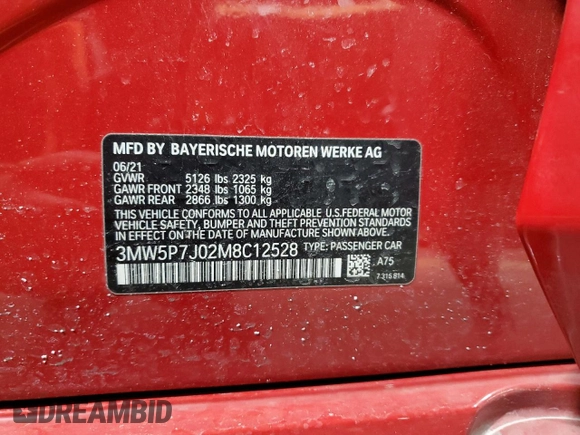 MFD BY BAYERISCHE MOTOREN WERKE AG
06/21
GVWR 5126 lbs 2325 kg
GAWR FRONT 2348 lbs 1065 kg
GAWR REAR 2866 lbs 1300 kg
THIS VEHICLE CONFORMS TO ALL APPLICABLE U.S.FEDERAL MOTOR
VEHICLE SAFETY, BUMPER AND THEFT PREVENTION STANDARDS
IN EFFECT ON THE DATE OF MANUFACTURE SHOWN ABOVE.
3MW5P7J02M8C12528 TYPE: PASSENGER CAR
A75
7 315 814
DREAMBID